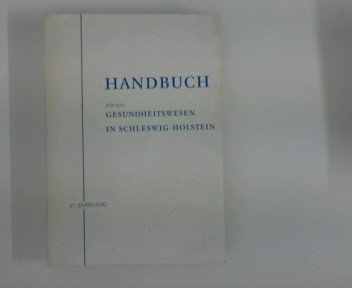 HANDBUCH
FÜR DAS
GESUNDHEITSWESEN
IN SCHLESWIG-HOLSTEIN
JAHRGANG